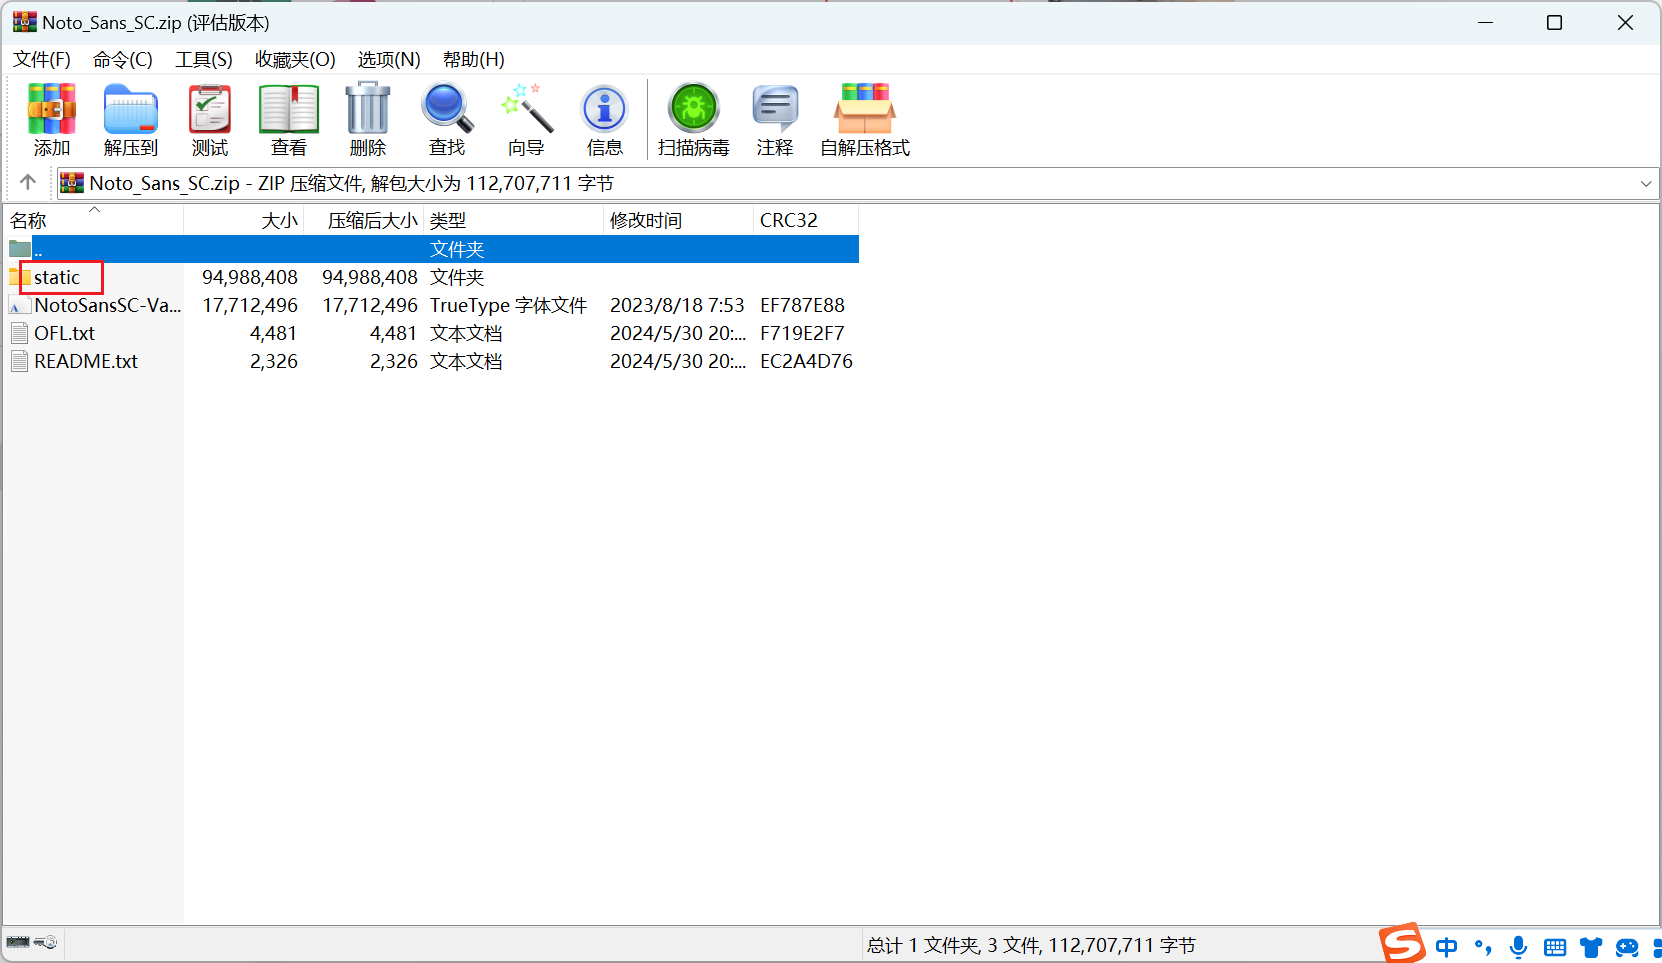 Noto_Sans_SC.zip (评估版本)
文件(F) 命令(C) 工具(S) 收藏夹(O) 选项(N) 帮助(H)
添加 解压到 测试 查看 删除 查找 向导 信息 扫描病毒 注释 自解压格式
Noto_Sans_SC.zip - ZIP 压缩文件, 解包大小为 112,707,711 字节
名称 大小 压缩后大小 类型 修改时间 CRC32
.. 文件夹
static 94,988,408 94,988,408 文件夹
NotoSansSC-Va... 17,712,496 17,712,496 TrueType 字体文件 2023/8/18 7:53 EF787E88
OFL.txt 4,481 4,481 文本文档 2024/5/30 20:... F719E2F7
README.txt 2,326 2,326 文本文档 2024/5/30 20:... EC2A4D76
总计 1 文件夹, 3 文件, 112,707,711 字节
S 中